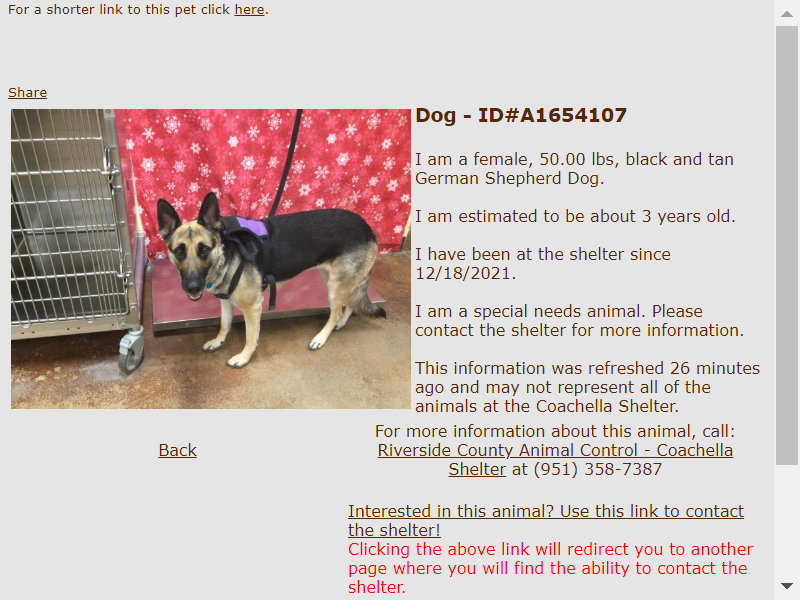 For a shorter link to this pet click here.
Share
Dog - ID#A1654107
I am a female, 50.00 lbs, black and tan
German Shepherd Dog.
I am estimated to be about 3 years old.
I have been at the shelter since
12/18/2021.
I am a special needs animal. Please
contact the shelter for more information.
This information was refreshed 26 minutes
ago and may not represent all of the
animals at the Coachella Shelter.
Back
For more information about this animal, call:
Riverside County Animal Control - Coachella
Shelter at (951) 358-7387
Interested in this animal? Use this link to contact
the shelter!
Clicking the above link will redirect you to another
page where you will find the ability to contact the
shelter.